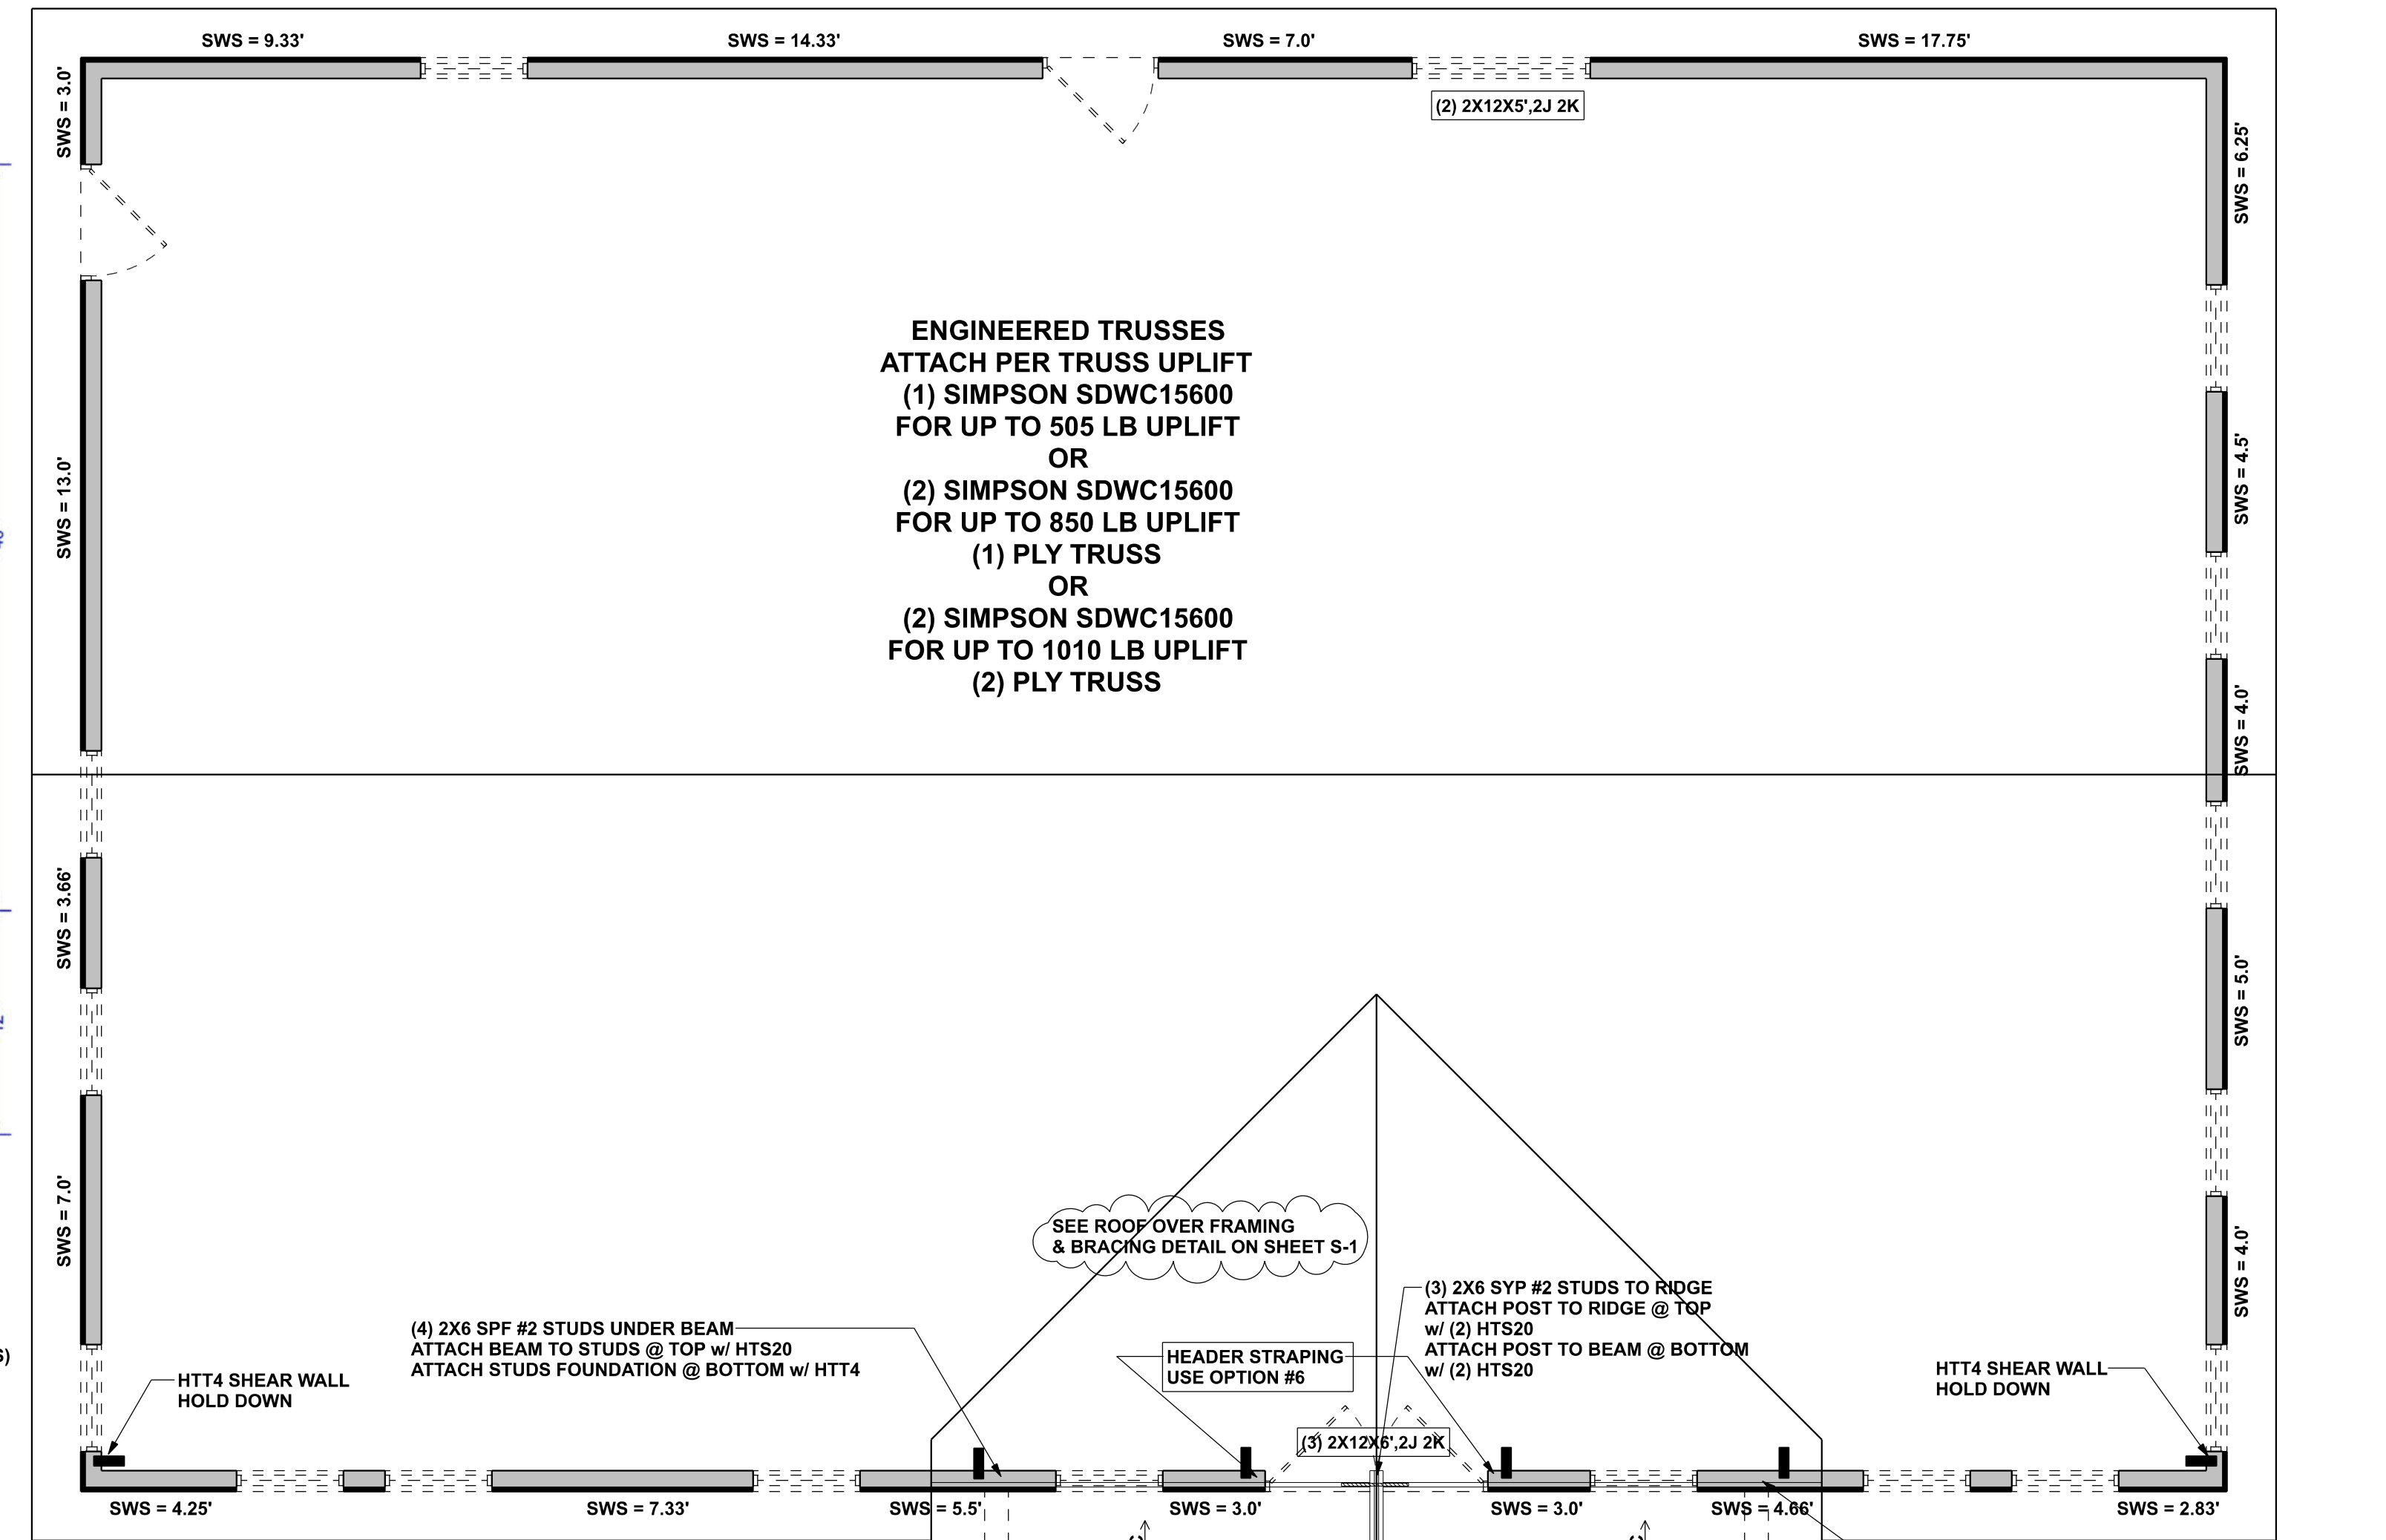 SWS = 9.33'
SWS = 14.33'
SWS = 7.0'
SWS = 17.75'
SWS = 3.0'
(2) 2X12X5',2J 2K
SWS = 6.25'
ENGINEERED TRUSSES
ATTACH PER TRUSS UPLIFT
(1) SIMPSON SDWC15600
FOR UP TO 505 LB UPLIFT
OR
(2) SIMPSON SDWC15600
FOR UP TO 850 LB UPLIFT
(1) PLY TRUSS
OR
(2) SIMPSON SDWC15600
FOR UP TO 1010 LB UPLIFT
(2) PLY TRUSS
SWS = 13.0'
SWS = 4.5'
SWS = 4.0'
SWS = 3.66'
SWS = 5.0'
SWS = 7.0'
SEE ROOF OVER FRAMING
& BRACING DETAIL ON SHEET S-1
SWS = 4.0'
(3) 2X6 SYP #2 STUDS TO RIDGE
ATTACH POST TO RIDGE @ TOP
w/ (2) HTS20
ATTACH POST TO BEAM @ BOTTOM
w/ (2) HTS20
(4) 2X6 SPF #2 STUDS UNDER BEAM
ATTACH BEAM TO STUDS @ TOP w/ HTS20
ATTACH STUDS FOUNDATION @ BOTTOM w/ HTT4
HEADER STRAPING
USE OPTION #6
HTT4 SHEAR WALL
HOLD DOWN
HTT4 SHEAR WALL
HOLD DOWN
(3) 2X12X6',2J 2K
SWS = 4.25'
SWS = 7.33'
SWS = 5.5'
SWS = 3.0'
SWS = 3.0'
SWS = 4.66'
SWS = 2.83'